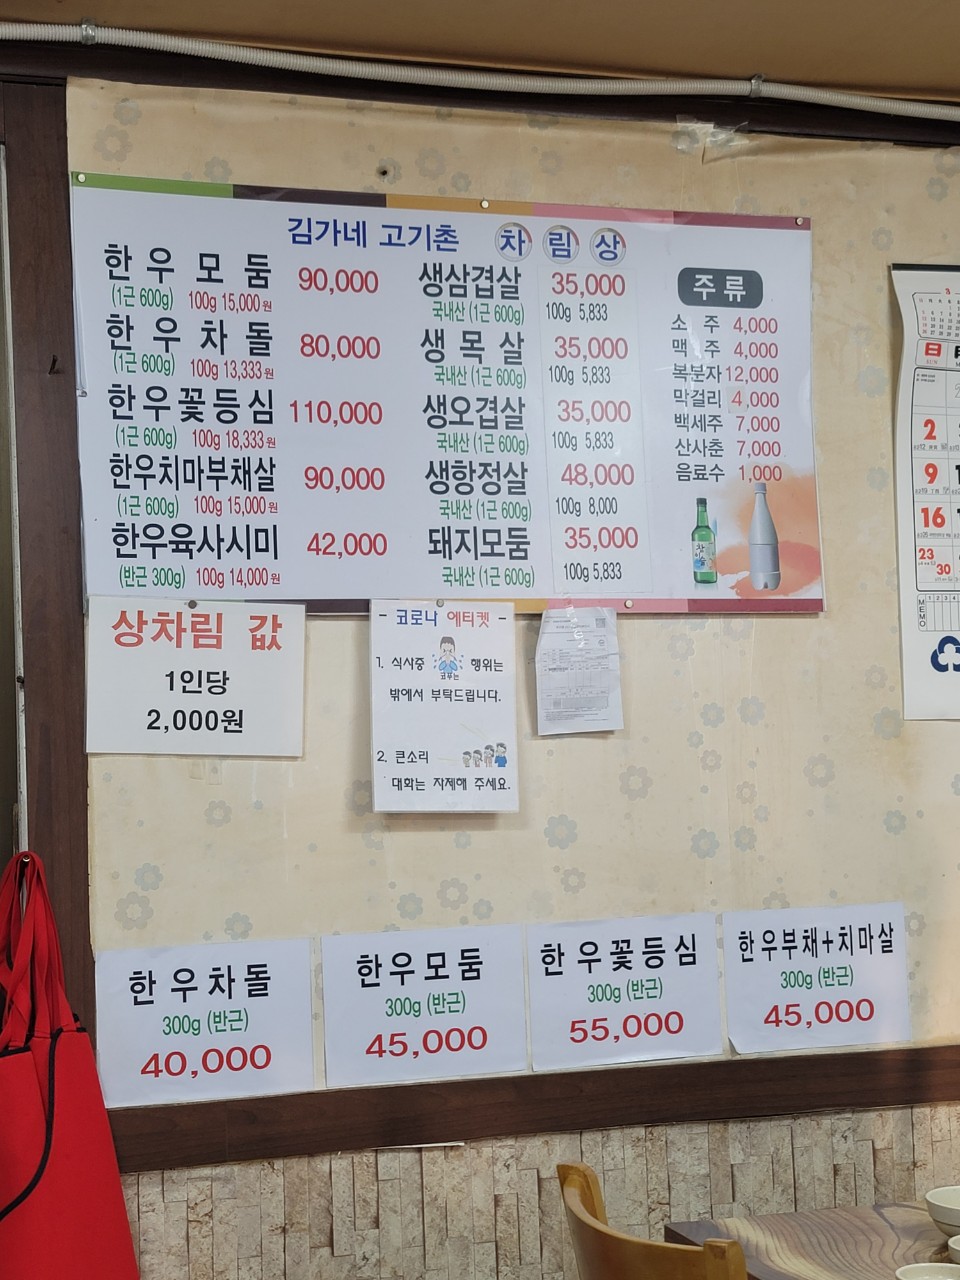 김가네 고기촌 차림상
한우모둠 90,000
(1근 600g) 100g 15,000원
한우차돌 80,000
(1근 600g) 100g 13,333원
한우꽃등심 110,000
(1근 600g) 100g 18,333원
한우치마부채살 90,000
(1근 600g) 100g 15,000원
한우육사시미 42,000
(반근 300g) 100g 14,000원
생삼겹살 35,000
국내산 (1근 600g) 100g 5,833
생목살 35,000
국내산 (1근 600g) 100g 5,833
생오겹살 35,000
국내산 (1근 600g) 100g 5,833
생항정살 48,000
국내산 (1근 600g) 100g 8,000
돼지모둠 35,000
국내산 (1근 600g) 100g 5,833
주류
소주 4,000
맥주 4,000
복분자 12,000
막걸리 4,000
백세주 7,000
산사춘 7,000
음료수 1,000
상차림 값
1인당
2,000원
- 코로나 에티켓 -
1. 식사중 코푸는 행위는
밖에서 부탁드립니다.
2. 큰소리
대화는 자제해 주세요.
한우차돌
300g (반근)
40,000
한우모둠
300g (반근)
45,000
한우꽃등심
300g (반근)
55,000
한우부채+치마살
300g (반근)
45,000
3
日
2
9
16
23
30
MEMO